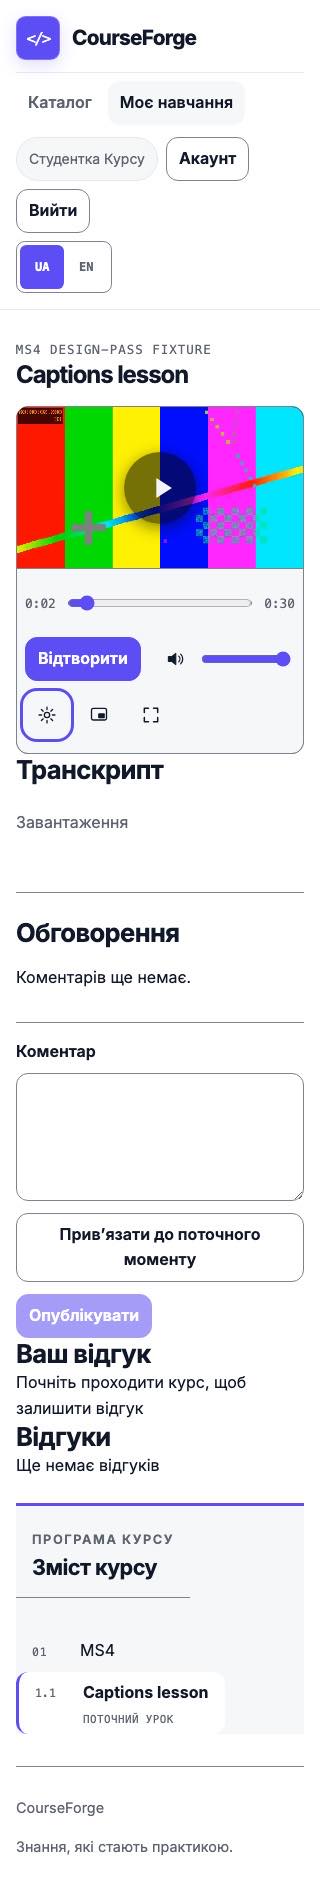 </> CourseForge
Каталог Моє навчання
Студентка Курсу Акаунт
Вийти
UA EN
MS4 DESIGN-PASS FIXTURE
Captions lesson
0:02 0:30
Відтворити
Транскрипт
Завантаження
Обговорення
Коментарів ще немає.
Коментар
Прив’язати до поточного
моменту
Опублікувати
Ваш відгук
Почніть проходити курс, щоб
залишити відгук
Відгуки
Ще немає відгуків
ПРОГРАМА КУРСУ
Зміст курсу
01 MS4
1.1 Captions lesson
ПОТОЧНИЙ УРОК
CourseForge
Знання, які стають практикою.